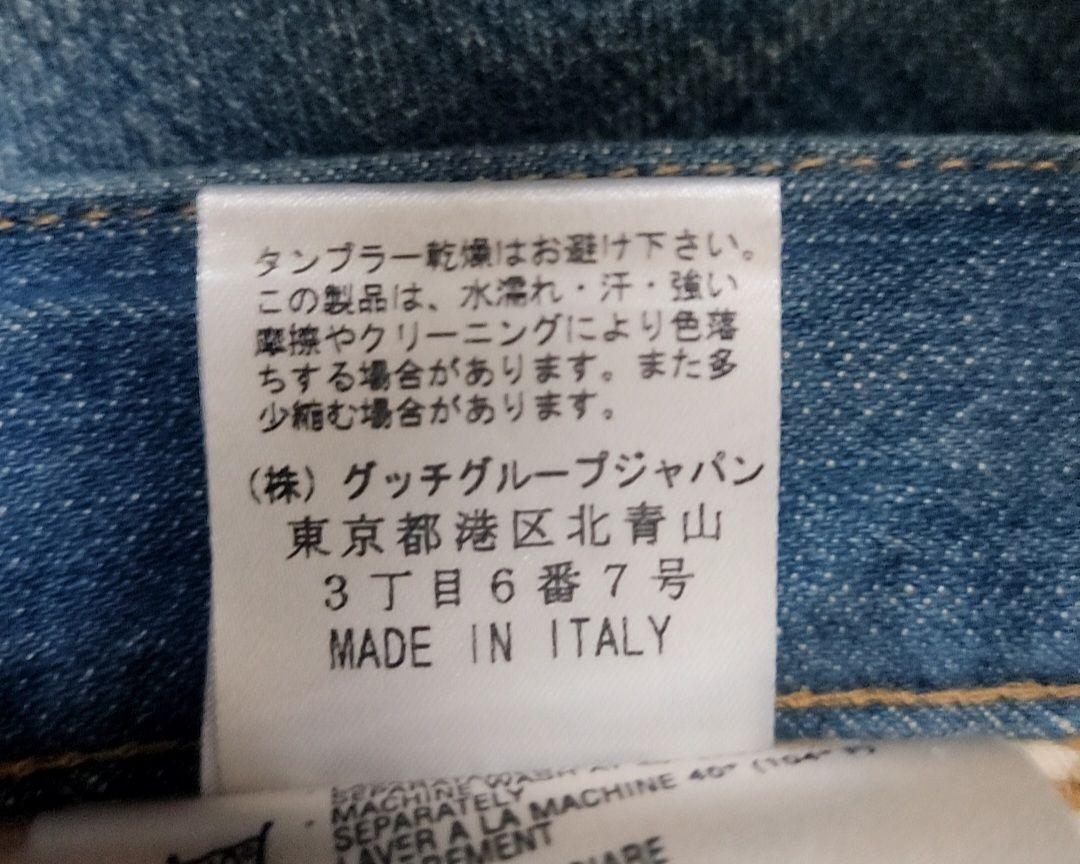 タンブラー乾燥はお避け下さい。
この製品は、水濡れ・汗・強い
摩擦やクリーニングにより色落
ちする場合があります。また多
少縮む場合があります。
(株) グッチグループジャパン
東京都港区北青山
3丁目6番7号
MADE IN ITALY
MACHINE WASH AT
SEPARATELY
LAVER A LA MACHINE 40° (104° F)
SEPAREMENT